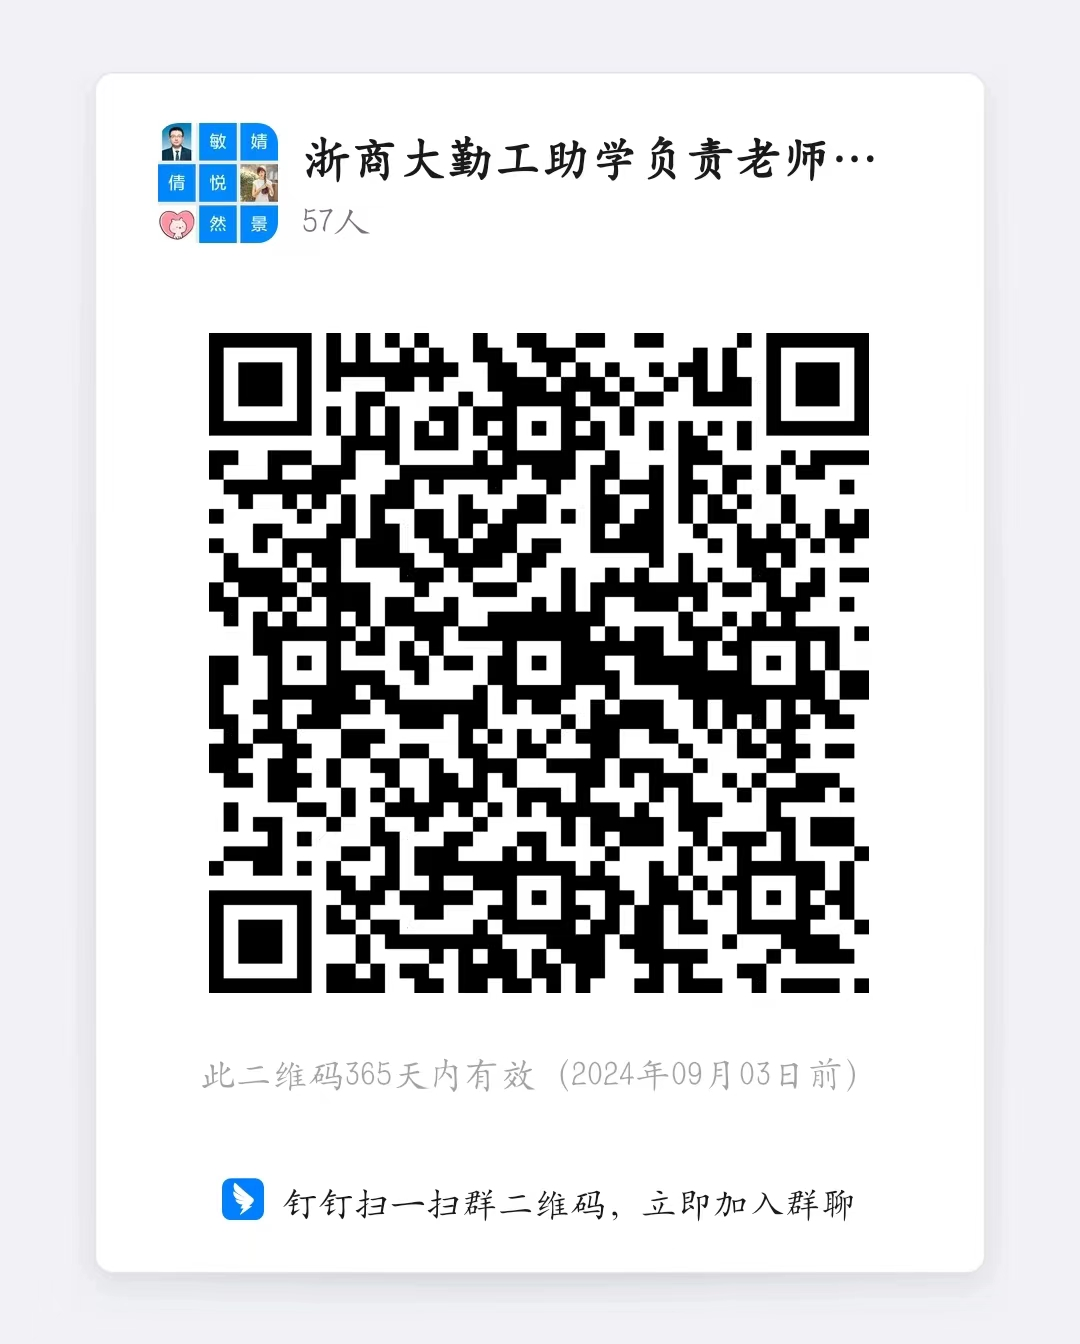 敏 婧
倩 悦
然 景
浙商大勤工助学负责老师…
57人
此二维码365天内有效（2024年09月03日前）
钉钉扫一扫群二维码，立即加入群聊